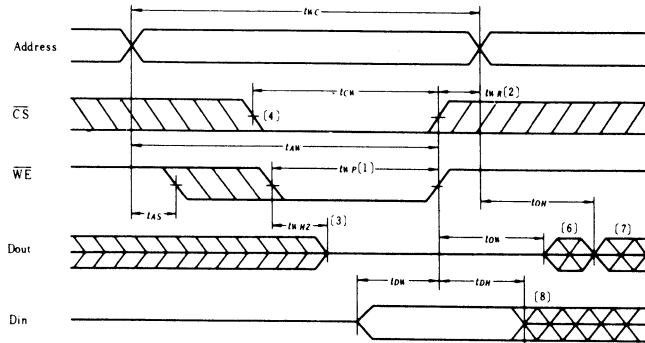 tWC
Address
tCW
tWR(2)
CS
(4)
tAW
WE
tWP(1)
tAS
tWHZ
(3)
tOH
Dout
tOW
(6)
(7)
tDW
tDH
(8)
Din